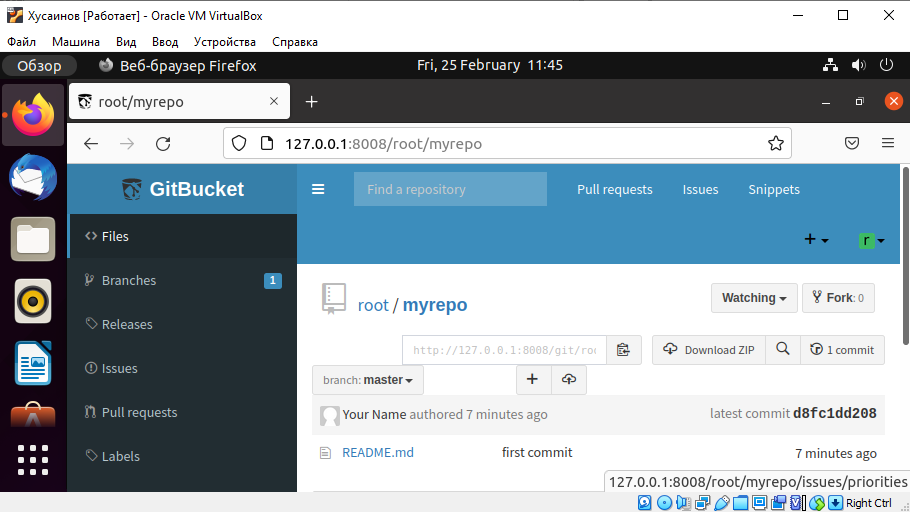 Хусаинов [Работает] - Oracle VM VirtualBox
Файл Машина Вид Ввод Устройства Справка
Обзор Веб-браузер Firefox Fri, 25 February 11:45
root/myrepo
127.0.0.1:8008/root/myrepo
GitBucket Find a repository Pull requests Issues Snippets
r
Files
Branches 1
Releases
Issues
Pull requests
Labels
root / myrepo Watching Fork: 0
http://127.0.0.1:8008/git/roo Download ZIP 1 commit
branch: master
Your Name authored 7 minutes ago latest commit d8fc1dd208
README.md first commit 7 minutes ago
127.0.0.1:8008/root/myrepo/issues/priorities
Right Ctrl